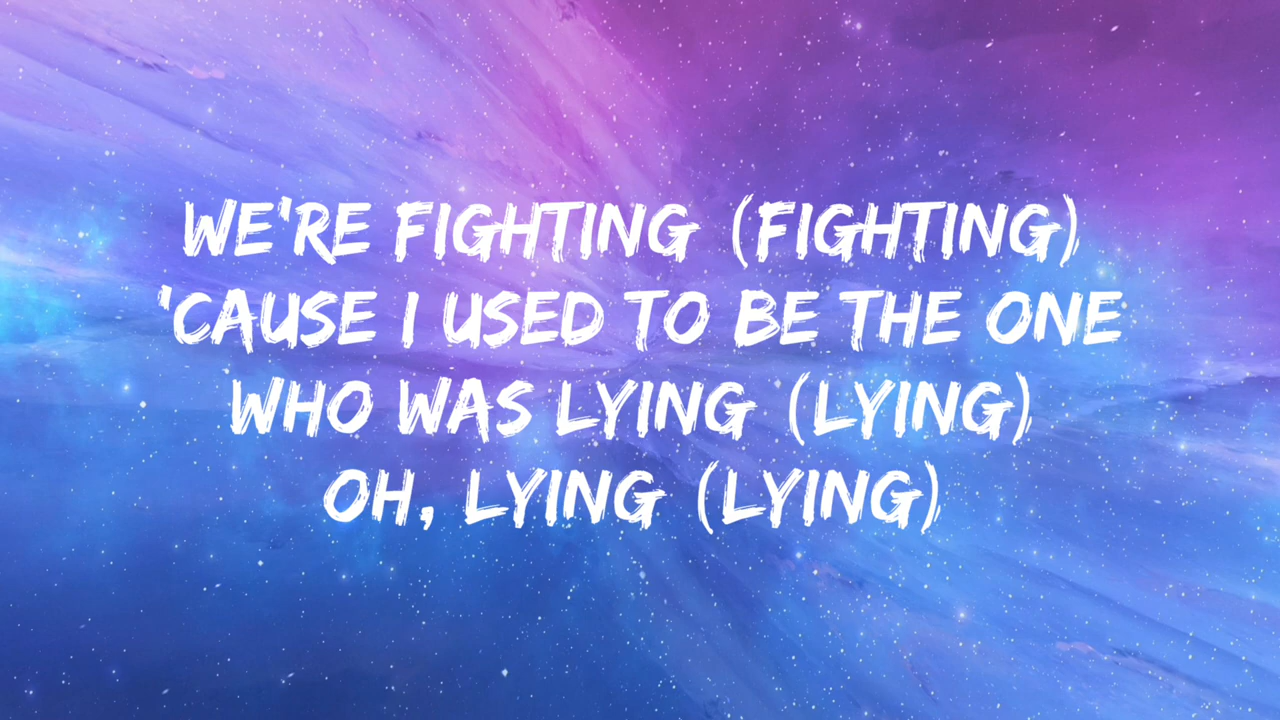 WE'RE FIGHTING (FIGHTING)
'CAUSE I USED TO BE THE ONE
WHO WAS LYING (LYING)
OH, LYING (LYING)